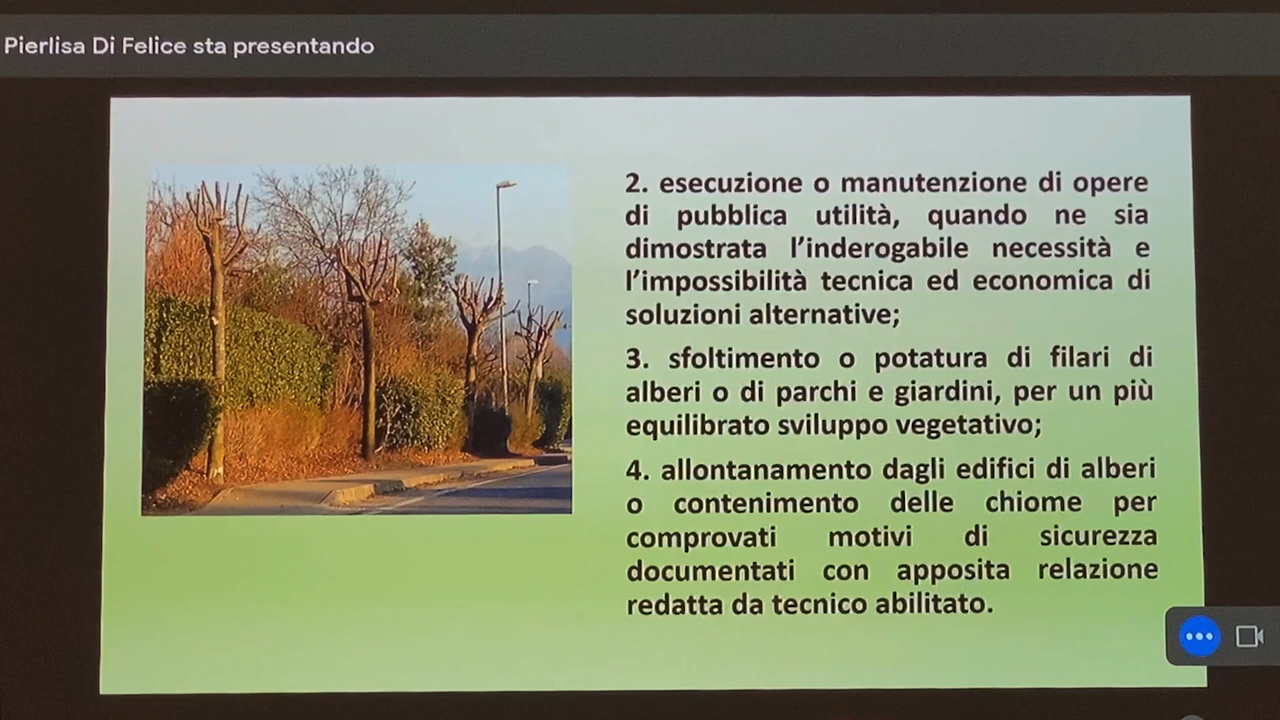 Pierlisa Di Felice sta presentando
2. esecuzione o manutenzione di opere
di pubblica utilità, quando ne sia
dimostrata l’inderogabile necessità e
l’impossibilità tecnica ed economica di
soluzioni alternative;
3. sfoltimento o potatura di filari di
alberi o di parchi e giardini, per un più
equilibrato sviluppo vegetativo;
4. allontanamento dagli edifici di alberi
o contenimento delle chiome per
comprovati motivi di sicurezza
documentati con apposita relazione
redatta da tecnico abilitato.